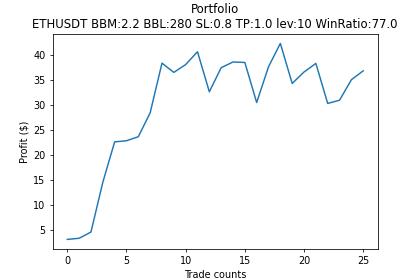 Portfolio
ETHUSDT BBM:2.2 BBL:280 SL:0.8 TP:1.0 lev:10 WinRatio:77.0
40
35
30
25
20
15
10
5
Profit ($)
0 5 10 15 20 25
Trade counts